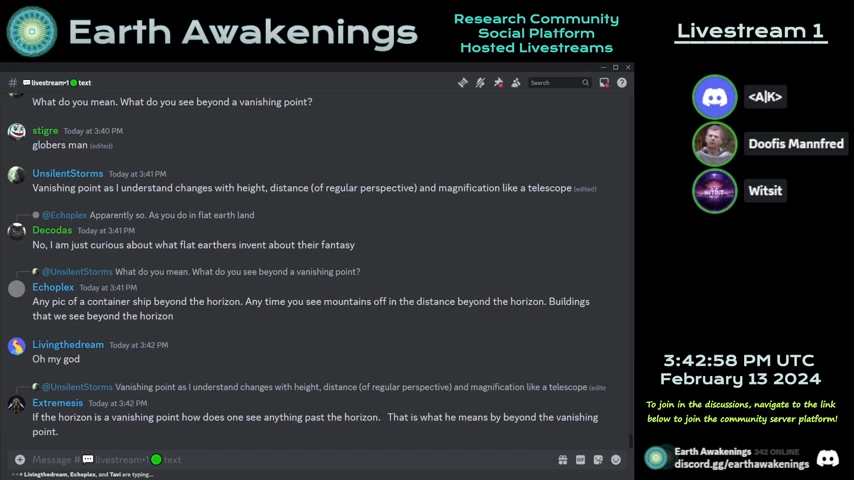 Earth Awakenings
Research Community
Social Platform
Hosted Livestreams
Livestream 1
# livestream-1 text
Search
What do you mean. What do you see beyond a vanishing point?
stigre Today at 3:40 PM
globers man (edited)
UnsilentStorms Today at 3:41 PM
Vanishing point as I understand changes with height, distance (of regular perspective) and magnification like a telescope (edited)
@Echoplex Apparently so. As you do in flat earth land
Decodas Today at 3:41 PM
No, I am just curious about what flat earthers invent about their fantasy
@UnsilentStorms What do you mean. What do you see beyond a vanishing point?
Echoplex Today at 3:41 PM
Any pic of a container ship beyond the horizon. Any time you see mountains off in the distance beyond the horizon. Buildings
that we see beyond the horizon
Livingthedream Today at 3:42 PM
Oh my god
@UnsilentStorms Vanishing point as I understand changes with height, distance (of regular perspective) and magnification like a telescope (edite
Extremesis Today at 3:42 PM
If the horizon is a vanishing point how does one see anything past the horizon. That is what he means by beyond the vanishing
point.
Message # livestream-1 text
Livingthedream, Echoplex, and Tavi are typing...
<A|K>
Doofis Mannfred
Witsit
WITSIT
3:42:58 PM UTC
February 13 2024
To join in the discussions, navigate to the link
below to join the community server platform!
Earth Awakenings 342 ONLINE
discord.gg/earthawakenings